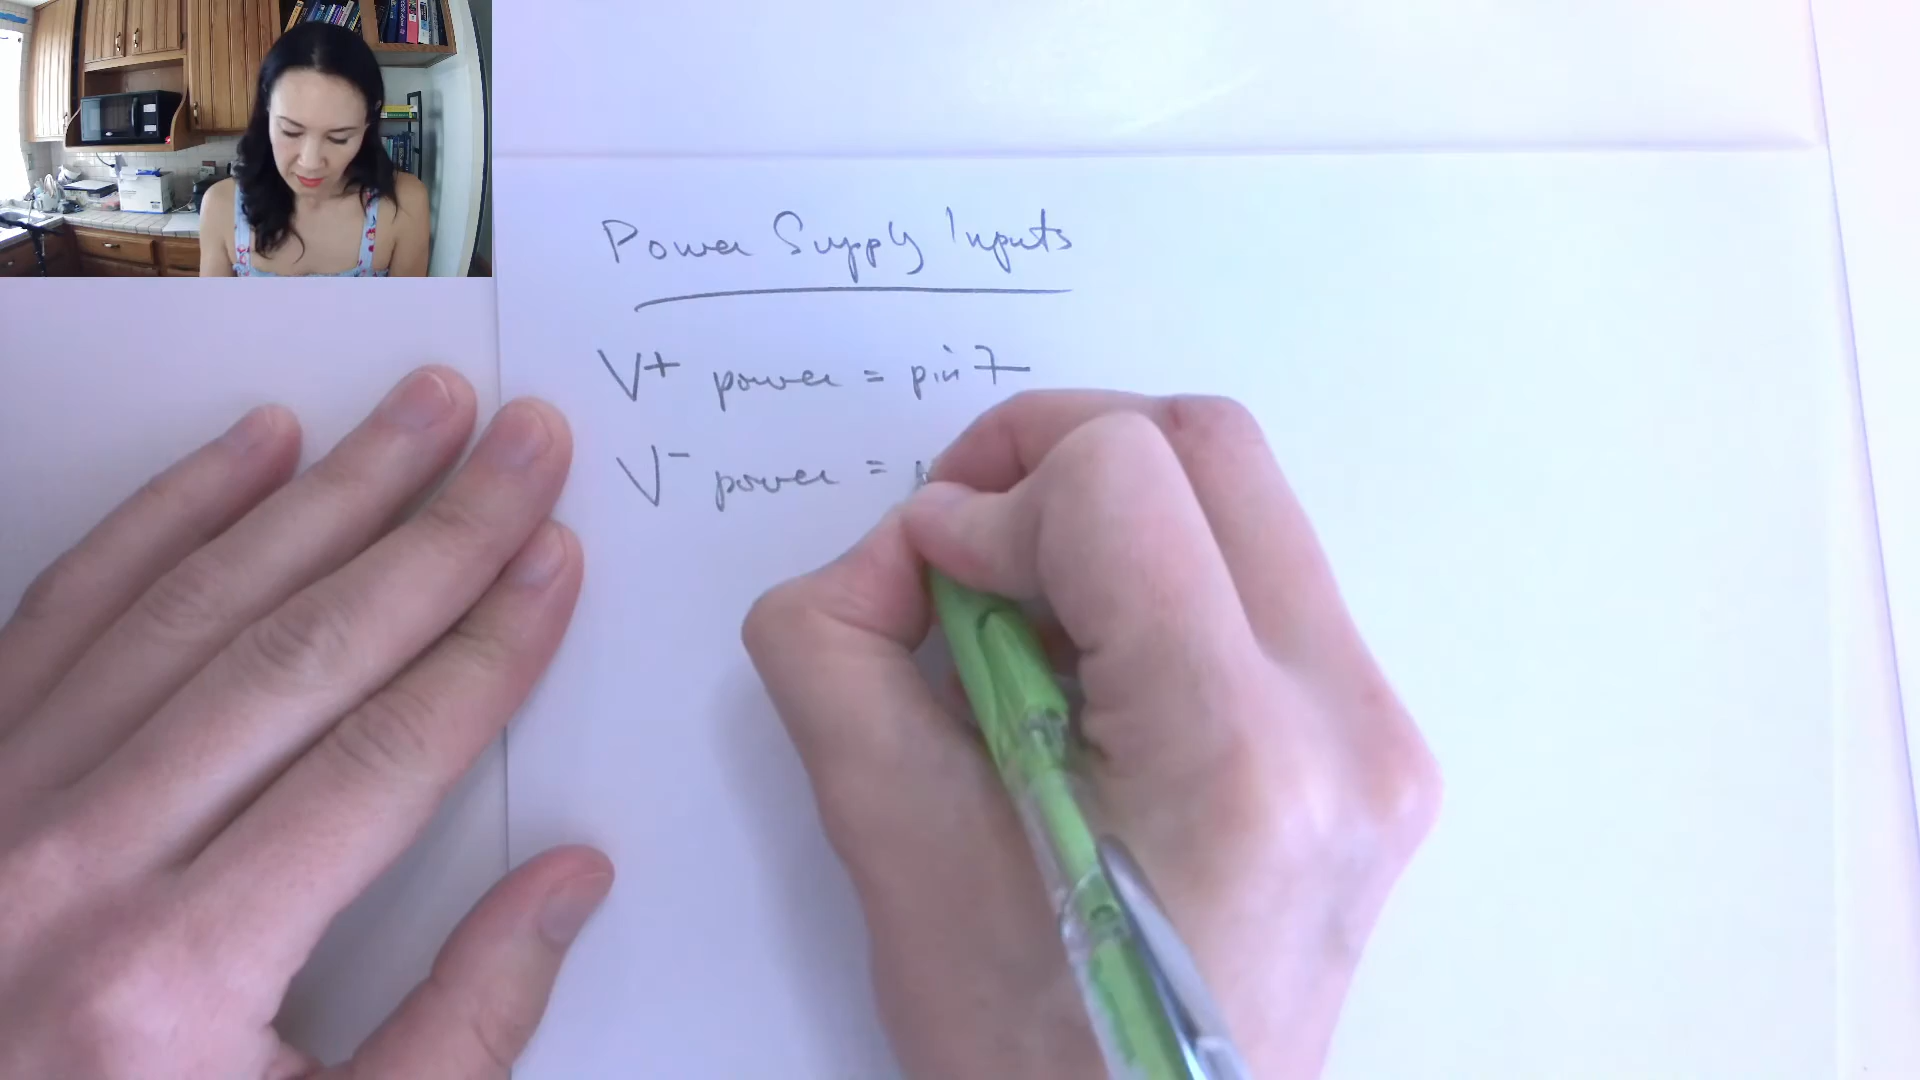 Power Supply Inputs
V+ power = pin 7
V- power =